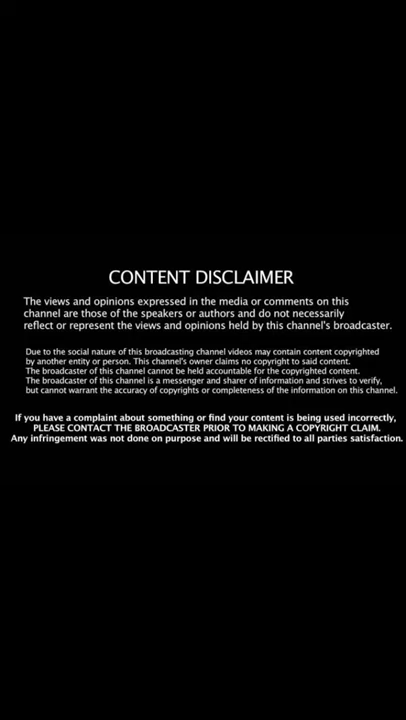 CONTENT DISCLAIMER
The views and opinions expressed in the media or comments on this
channel are those of the speakers or authors and do not necessarily
reflect or represent the views and opinions held by this channel's broadcaster.
Due to the social nature of this broadcasting channel videos may contain content copyrighted
by another entity or person. This channel's owner claims no copyright to said content.
The broadcaster of this channel cannot be held accountable for the copyrighted content.
The broadcaster of this channel is a messenger and sharer of information and strives to verify,
but cannot warrant the accuracy of copyrights or completeness of the information on this channel.
If you have a complaint about something or find your content is being used incorrectly,
PLEASE CONTACT THE BROADCASTER PRIOR TO MAKING A COPYRIGHT CLAIM.
Any infringement was not done on purpose and will be rectified to all parties satisfaction.